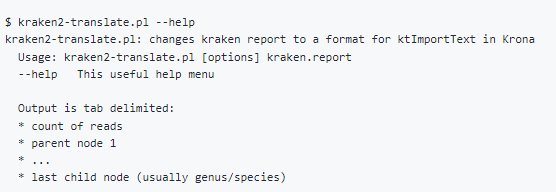 $ kraken2-translate.pl --help
kraken2-translate.pl: changes kraken report to a format for ktImportText in Krona
  Usage: kraken2-translate.pl [options] kraken.report
  --help   This useful help menu

  Output is tab delimited:
  * count of reads
  * parent node 1
  * ...
  * last child node (usually genus/species)